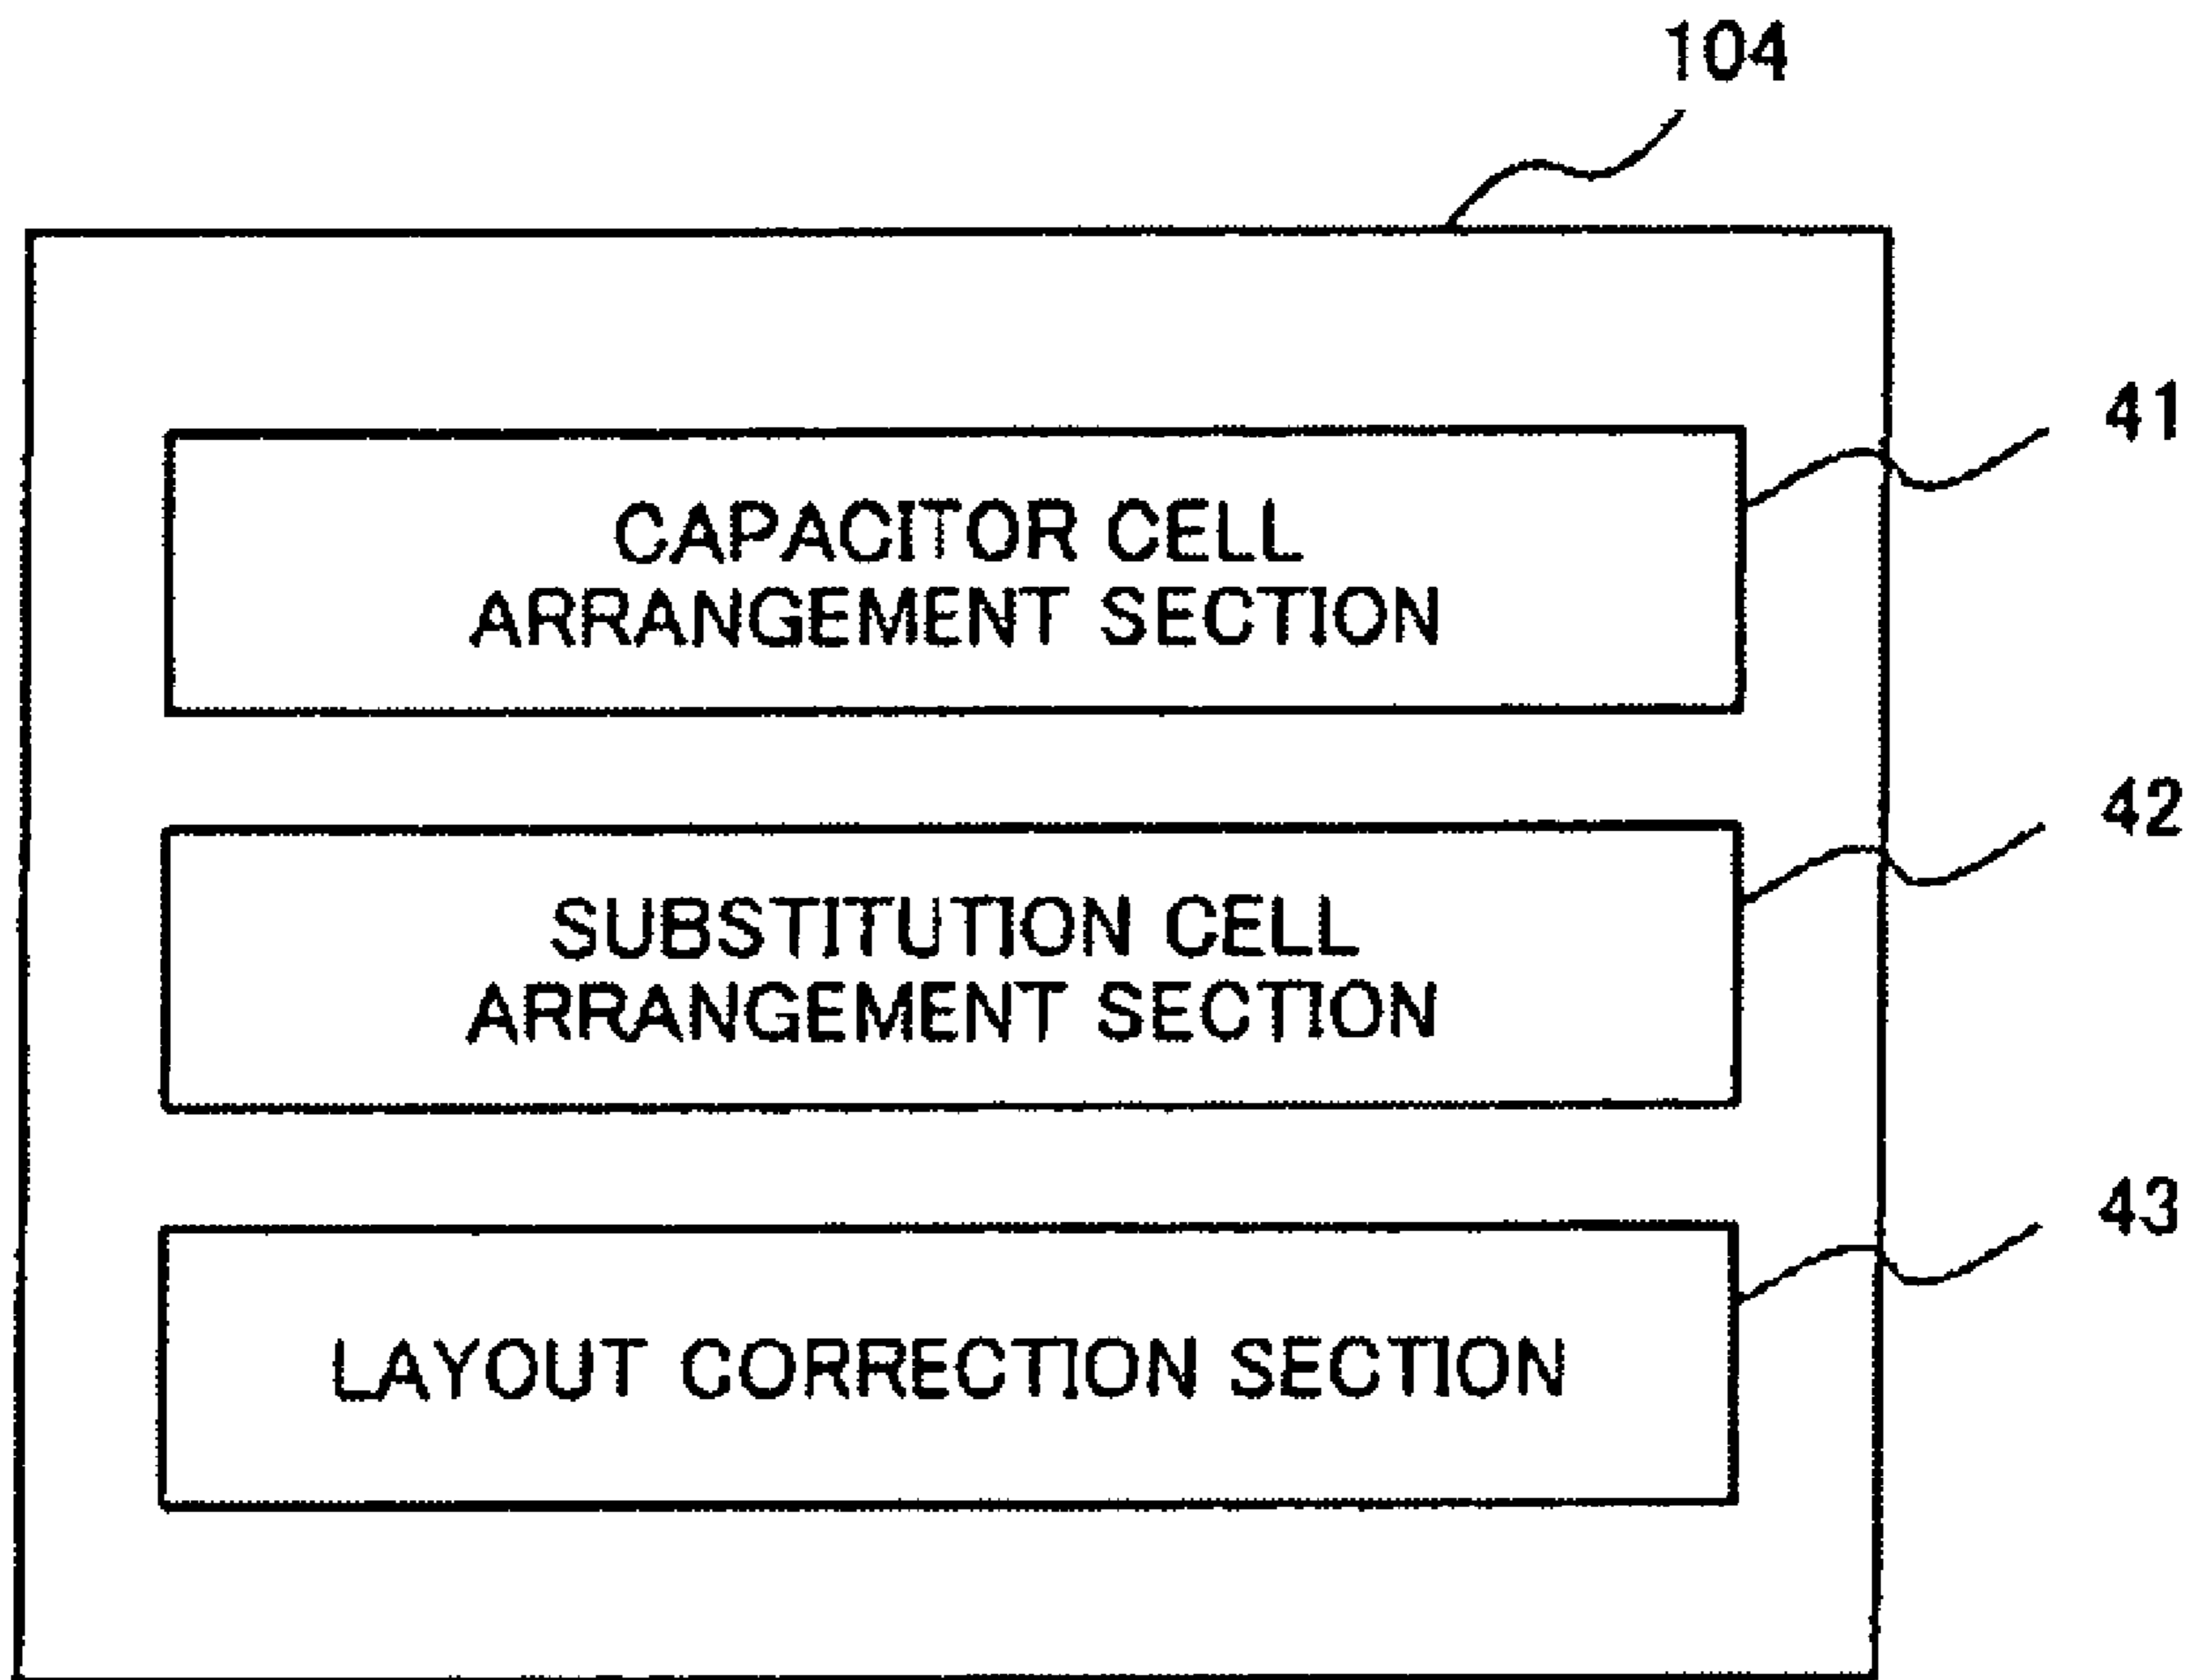 104
41
CAPACITOR CELL
ARRANGEMENT SECTION
42
SUBSTITUTION CELL
ARRANGEMENT SECTION
43
LAYOUT CORRECTION SECTION